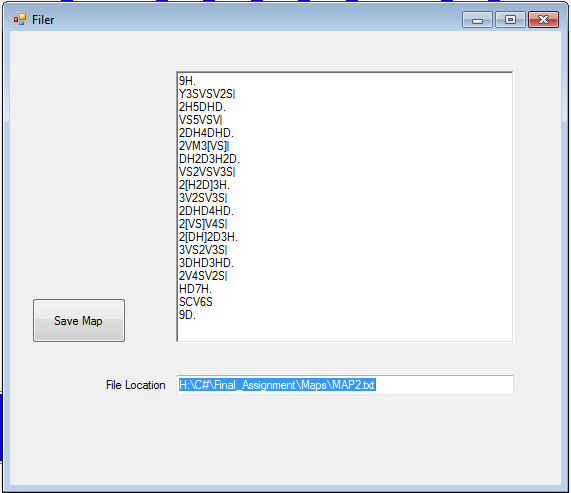 Filer
9H.
Y3SVSV2S|
2H5DHD.
VS5VSV|
2DH4DHD.
2VM3[VS]|
DH2D3H2D.
VS2VSV3S|
2[H2D]3H.
3V2SV3S|
2DHD4HD.
2[VS]V4S|
2[DH]2D3H.
3VS2V3S|
3DHD3HD.
2V4SV2S|
HD7H.
SCV6S
9D.
Save Map
File Location
H:\C#\Final_Assignment\Maps\MAP2.txt